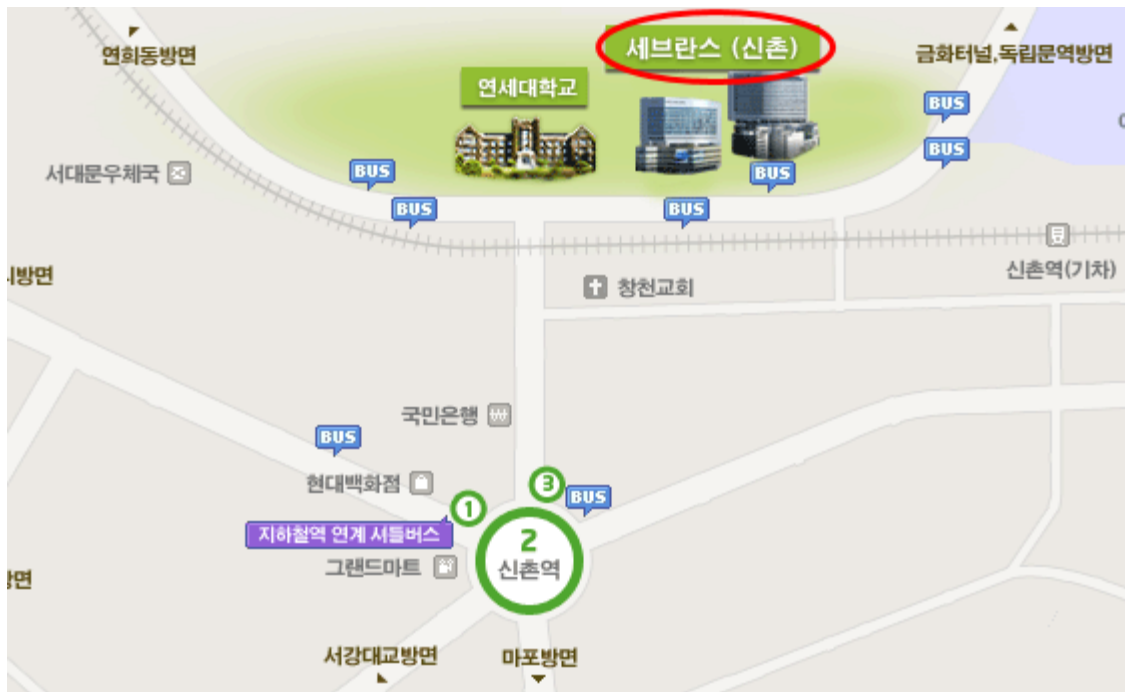 세브란스 (신촌)
연희동방면
금화터널,독립문역방면
연세대학교
BUS
BUS
서대문우체국
BUS
BUS
BUS
BUS
신촌역(기차)
창천교회
국민은행
BUS
현대백화점
1
3
BUS
지하철역 연계 셔틀버스
2
신촌역
그랜드마트
방면
서강대교방면
마포방면